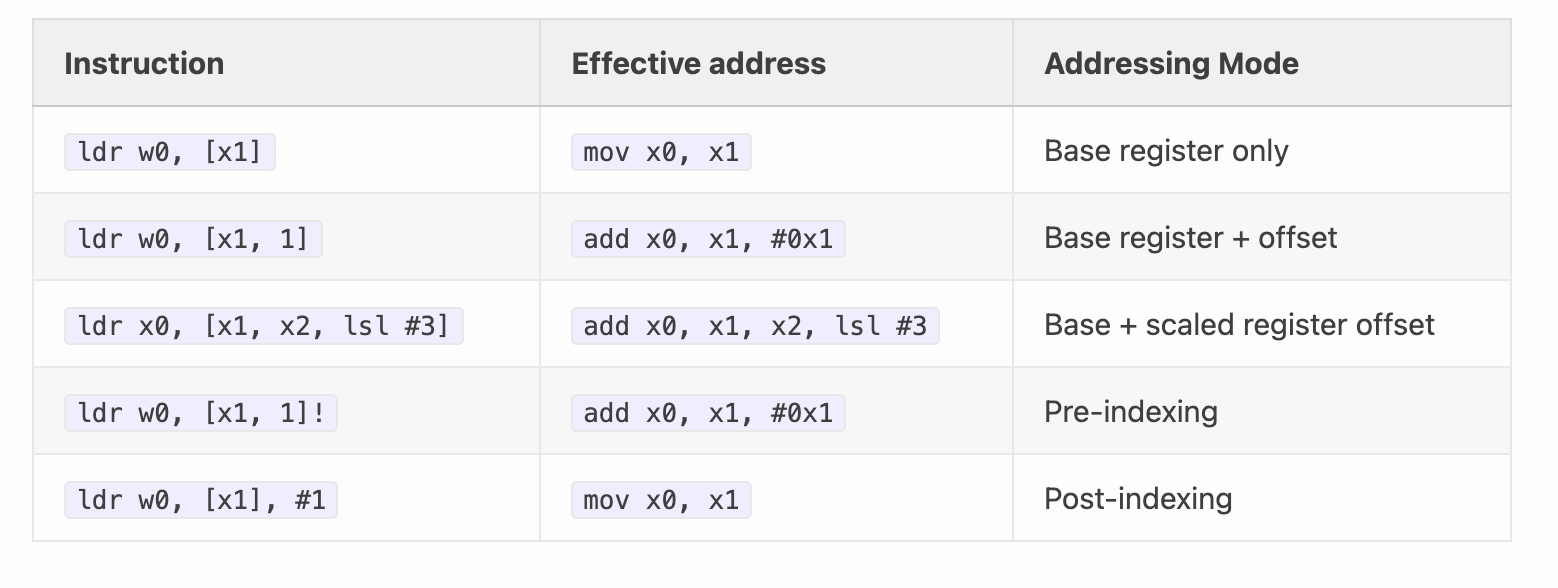 Instruction Effective address Addressing Mode
ldr w0, [x1] mov x0, x1 Base register only
ldr w0, [x1, 1] add x0, x1, #0x1 Base register + offset
ldr x0, [x1, x2, lsl #3] add x0, x1, x2, lsl #3 Base + scaled register offset
ldr w0, [x1, 1]! add x0, x1, #0x1 Pre-indexing
ldr w0, [x1], #1 mov x0, x1 Post-indexing